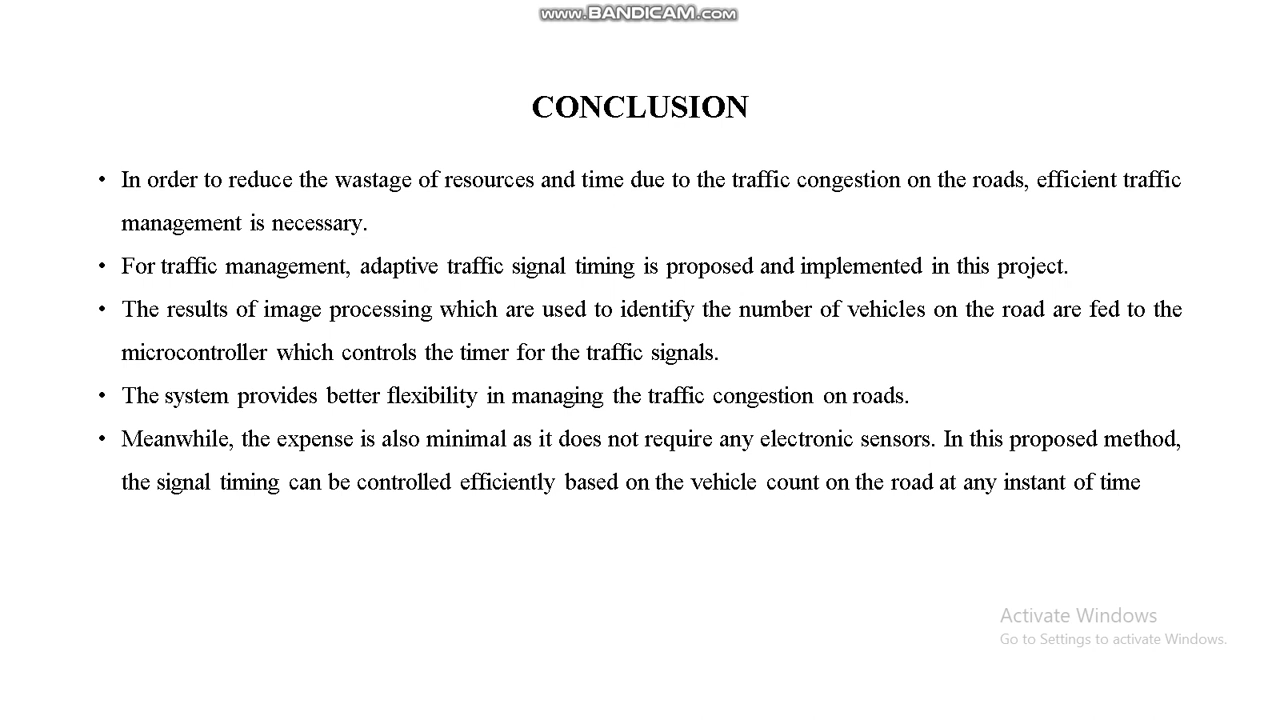 www.BANDICAM.com
CONCLUSION
• In order to reduce the wastage of resources and time due to the traffic congestion on the roads, efficient traffic
management is necessary.
• For traffic management, adaptive traffic signal timing is proposed and implemented in this project.
• The results of image processing which are used to identify the number of vehicles on the road are fed to the
microcontroller which controls the timer for the traffic signals.
• The system provides better flexibility in managing the traffic congestion on roads.
• Meanwhile, the expense is also minimal as it does not require any electronic sensors. In this proposed method,
the signal timing can be controlled efficiently based on the vehicle count on the road at any instant of time
Activate Windows
Go to Settings to activate Windows.